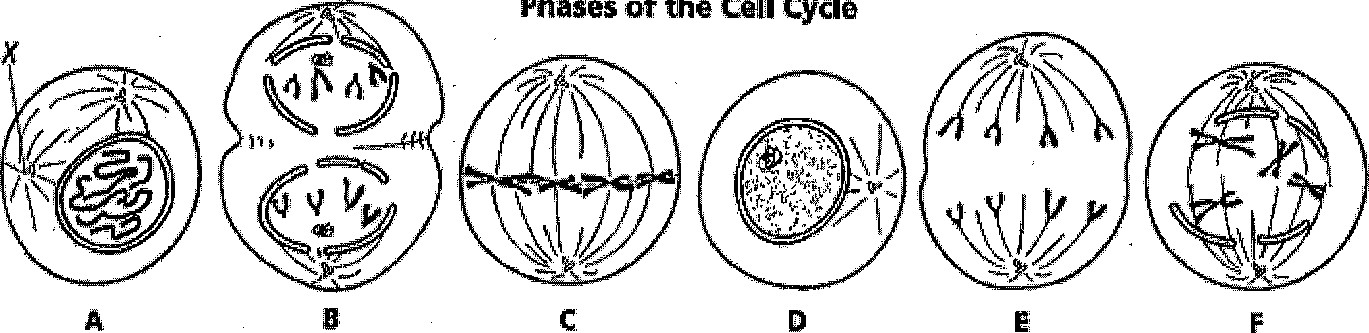 Phases of the Cell Cycle
X
A B C D E F